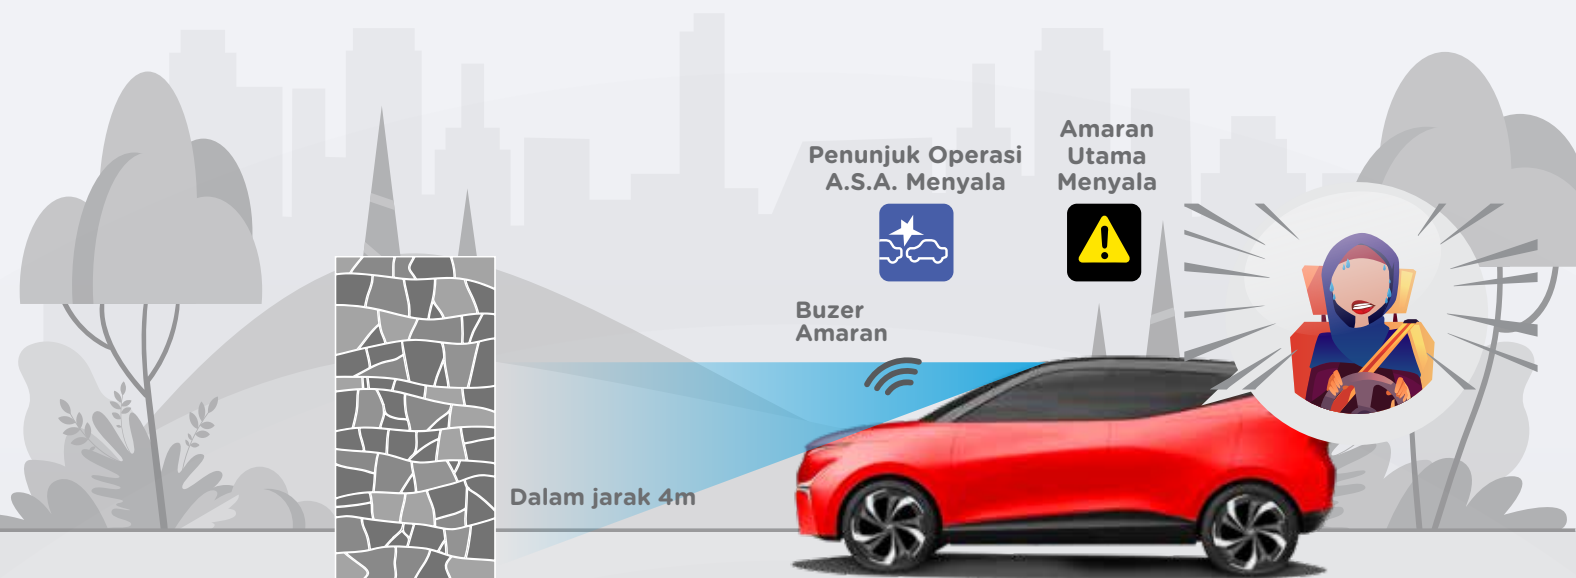 Penunjuk Operasi
A.S.A. Menyala
Amaran
Utama
Menyala
Buzer
Amaran
Dalam jarak 4m